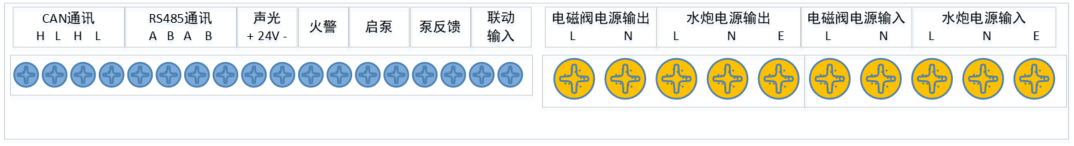 CAN通讯 RS485通讯 声光 火警 启泵 泵反馈 联动输入 电磁阀电源输出 水炮电源输出 电磁阀电源输入 水炮电源输入
H L H L A B A B + 24V - L N L N E L N L N E